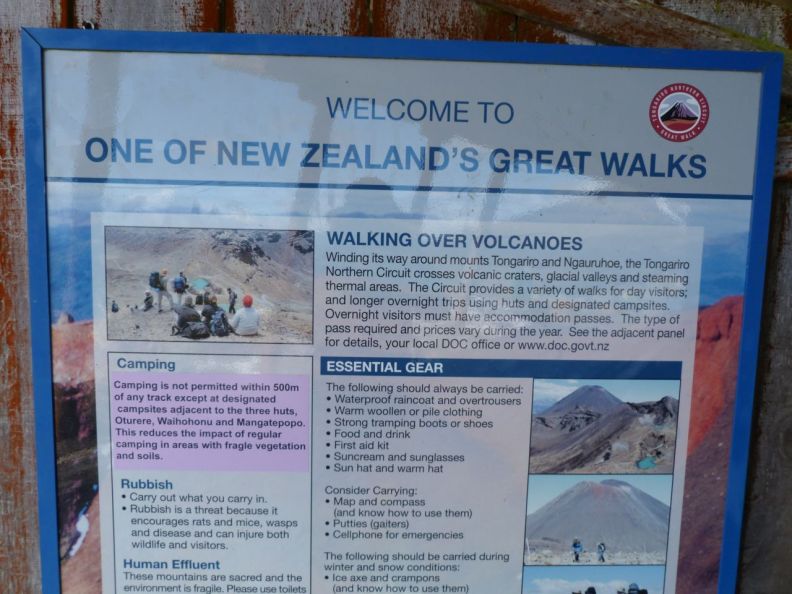 WELCOME TO
ONE OF NEW ZEALAND'S GREAT WALKS
TONGARIRO NORTHERN CIRCUIT
GREAT WALK
WALKING OVER VOLCANOES
Winding its way around mounts Tongariro and Ngauruhoe, the Tongariro
Northern Circuit crosses volcanic craters, glacial valleys and steaming
thermal areas. The Circuit provides a variety of walks for day visitors;
and longer overnight trips using huts and designated campsites.
Overnight visitors must have accommodation passes. The type of
pass required and prices vary during the year. See the adjacent panel
for details, your local DOC office or www.doc.govt.nz
Camping
Camping is not permitted within 500m
of any track except at designated
campsites adjacent to the three huts,
Oturere, Waihohonu and Mangatepopo.
This reduces the impact of regular
camping in areas with fragle vegetation
and soils.
Rubbish
• Carry out what you carry in.
• Rubbish is a threat because it
encourages rats and mice, wasps
and disease and can injure both
wildlife and visitors.
Human Effluent
These mountains are sacred and the
environment is fragile. Please use toilets
ESSENTIAL GEAR
The following should always be carried:
• Waterproof raincoat and overtrousers
• Warm woollen or pile clothing
• Strong tramping boots or shoes
• Food and drink
• First aid kit
• Suncream and sunglasses
• Sun hat and warm hat
Consider Carrying:
• Map and compass
(and know how to use them)
• Putties (gaiters)
• Cellphone for emergencies
The following should be carried during
winter and snow conditions:
• Ice axe and crampons
(and know how to use them)